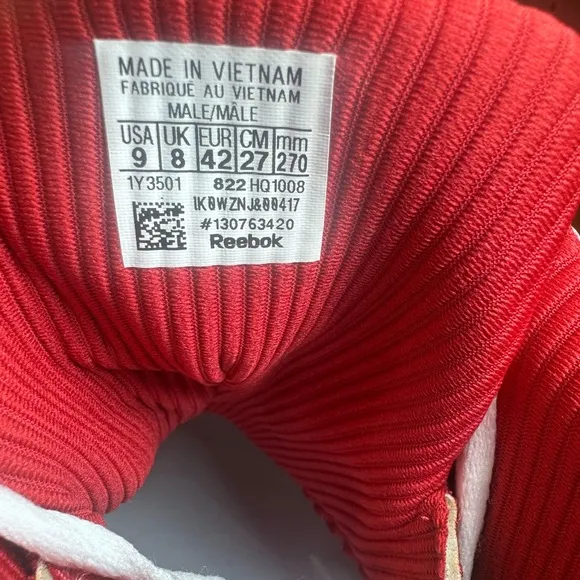 MADE IN VIETNAM
FABRIQUÉ AU VIETNAM
MALE/MÂLE
USA UK EUR CM mm
9 8 42 27 270
1Y3501 822 HQ1008
IK0WZNJ&00417
#130763420
Reebok